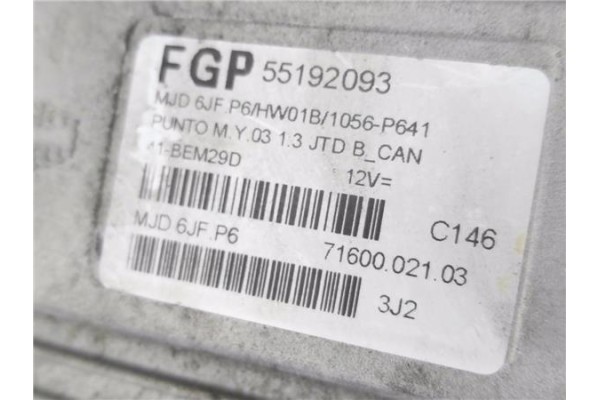 FGP 55192093
MJD 6JF.P6/HW01B/1056-P641
PUNTO M.Y.03 1.3 JTD B_CAN
41-BEM29D 12V=
C146
MJD 6JF.P6 71600.021.03
3J2